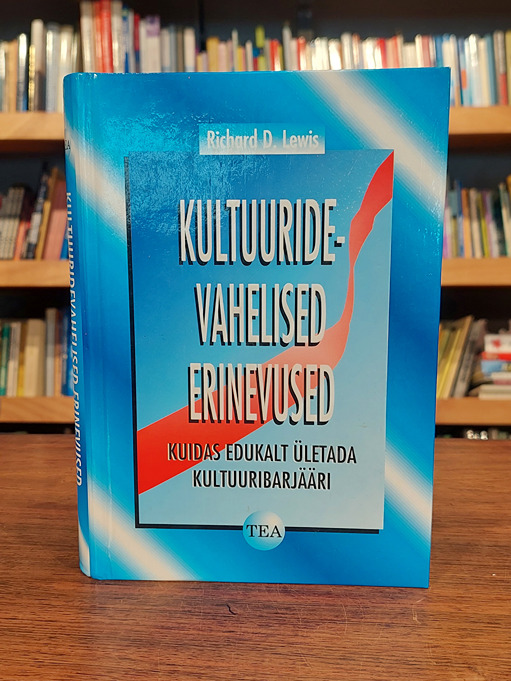 Richard D. Lewis
KULTUURIDE-
VAHELISED
ERINEVUSED
KUIDAS EDUKALT ÜLETADA
KULTUURIBARJÄÄRI
TEA
KULTUURIDEVAHELISED ERINEVUSED